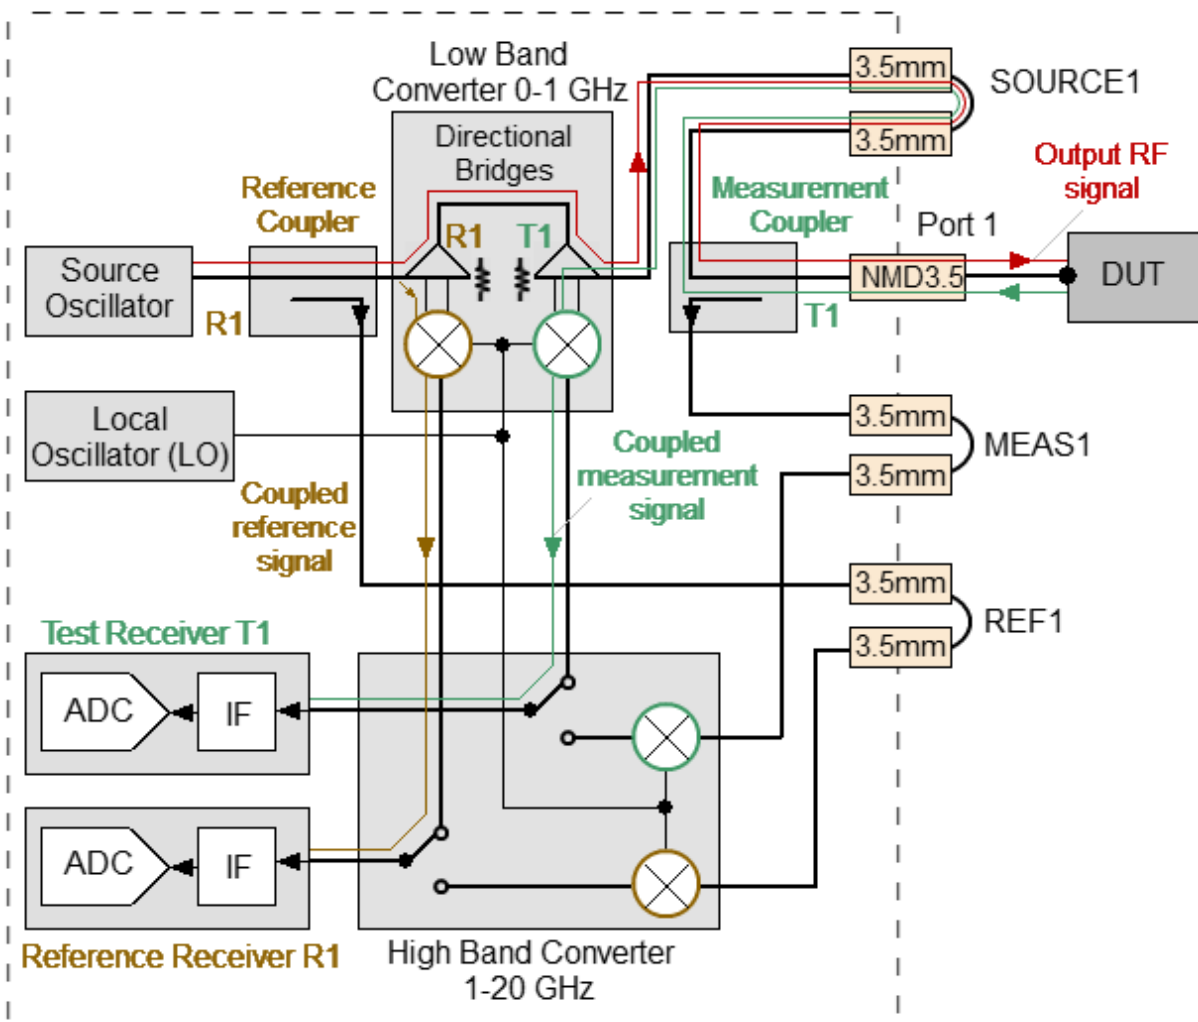 Low Band
Converter 0-1 GHz
Directional
Bridges
3.5mm
SOURCE1
3.5mm
Output RF
signal
Reference
Coupler
Measurement
Coupler
R1
T1
Port 1
Source
Oscillator
R1
NMD3.5
DUT
T1
Local
Oscillator (LO)
Coupled
reference
signal
Coupled
measurement
signal
3.5mm
MEAS1
3.5mm
3.5mm
REF1
3.5mm
Test Receiver T1
ADC
IF
ADC
IF
Reference Receiver R1
High Band Converter
1-20 GHz